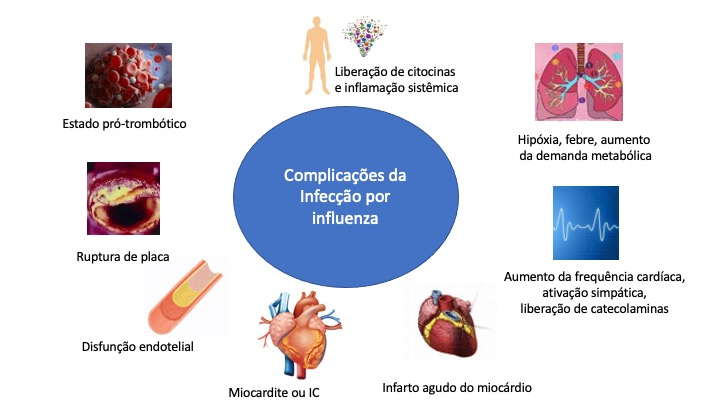 Liberação de citocinas
e inflamação sistêmica
Estado pró-trombótico
Hipóxia, febre, aumento
da demanda metabólica
Complicações da
Infecção por
influenza
Ruptura de placa
Aumento da frequência cardíaca,
ativação simpática,
liberação de catecolaminas
Disfunção endotelial
Miocardite ou IC
Infarto agudo do miocárdio